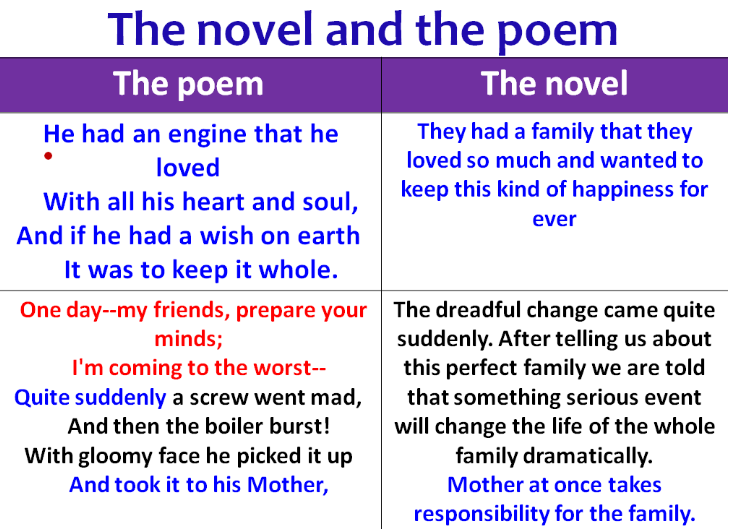 The novel and the poem
The poem
The novel
He had an engine that he
loved
With all his heart and soul,
And if he had a wish on earth
It was to keep it whole.
They had a family that they
loved so much and wanted to
keep this kind of happiness for
ever
One day--my friends, prepare your
minds;
I'm coming to the worst--
Quite suddenly a screw went mad,
And then the boiler burst!
With gloomy face he picked it up
And took it to his Mother,
The dreadful change came quite
suddenly. After telling us about
this perfect family we are told
that something serious event
will change the life of the whole
family dramatically.
Mother at once takes
responsibility for the family.